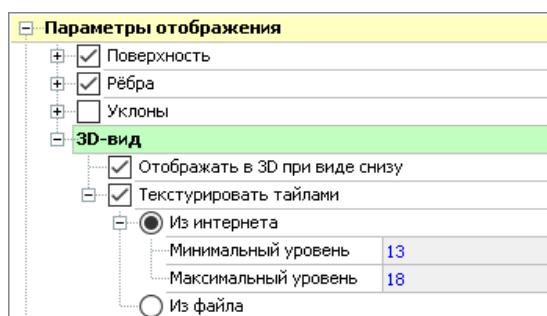 Параметры отображения
Поверхность
Рёбра
Уклоны
3D-вид
Отображать в 3D при виде снизу
Текстурировать тайлами
Из интернета
Минимальный уровень 13
Максимальный уровень 18
Из файла